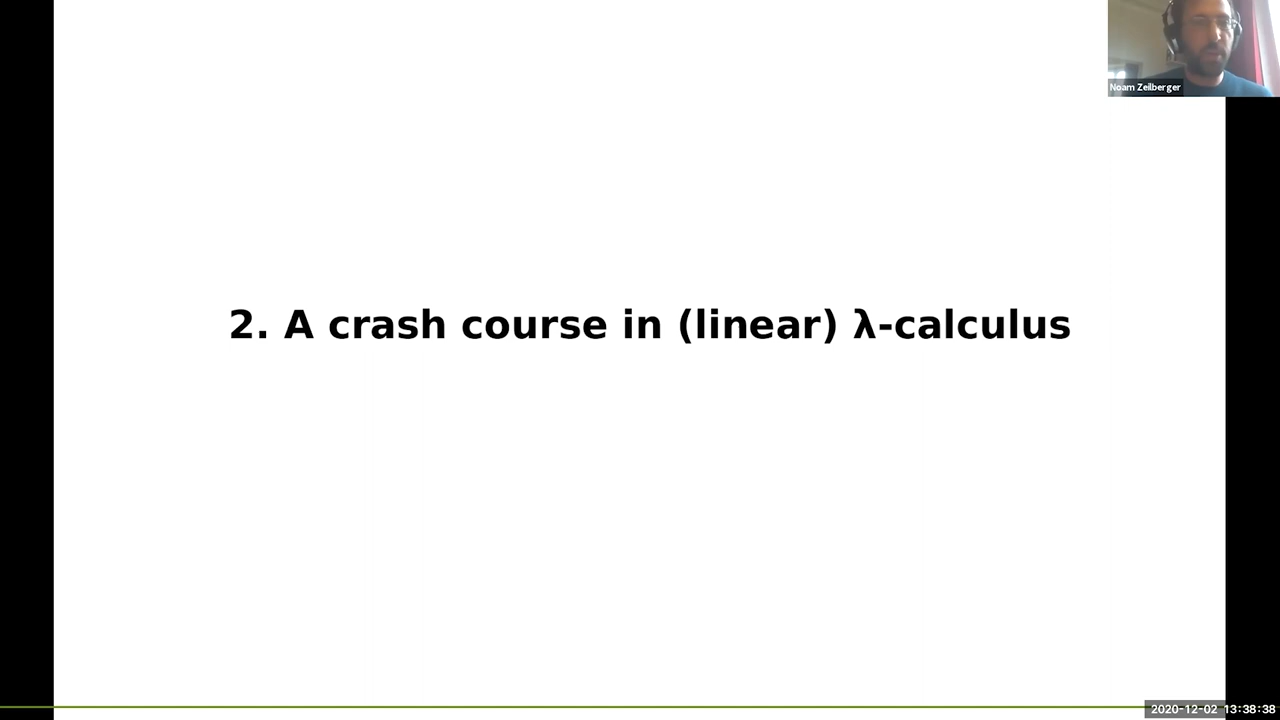 Noam Zeilberger
2. A crash course in (linear) λ-calculus
2020-12-02 13:38:38